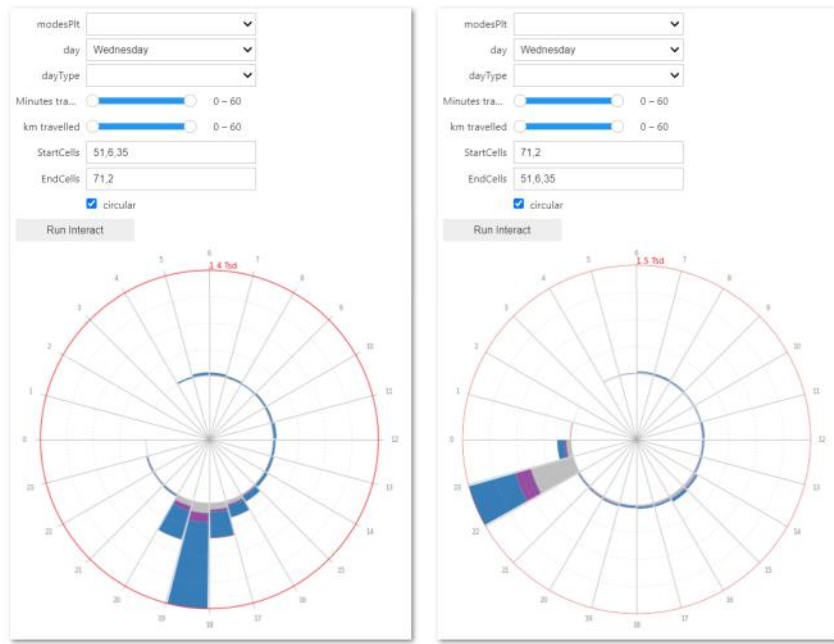 modesPlt
day Wednesday
dayType
Minutes tra... 0 – 60
km travelled 0 – 60
StartCells 51,6,35
EndCells 71,2
circular
Run Interact
1.4 Tsd
0
1
2
3
4
5
6
7
8
9
10
11
12
13
14
15
16
17
18
19
20
21
22
23
modesPlt
day Wednesday
dayType
Minutes tra... 0 – 60
km travelled 0 – 60
StartCells 71,2
EndCells 51,6,35
circular
Run Interact
1.5 Tsd
0
1
2
3
4
5
6
7
8
9
10
11
12
13
14
15
16
17
18
19
20
21
22
23